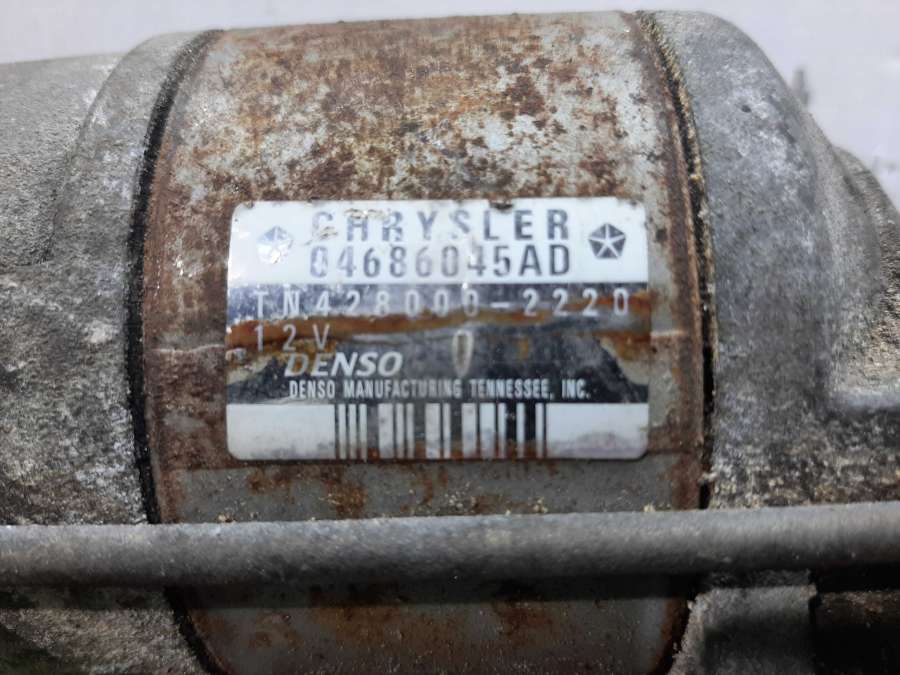 CHRYSLER
04686045AD
TN428000-2220
12V
DENSO
DENSO MANUFACTURING TENNESSEE, INC.